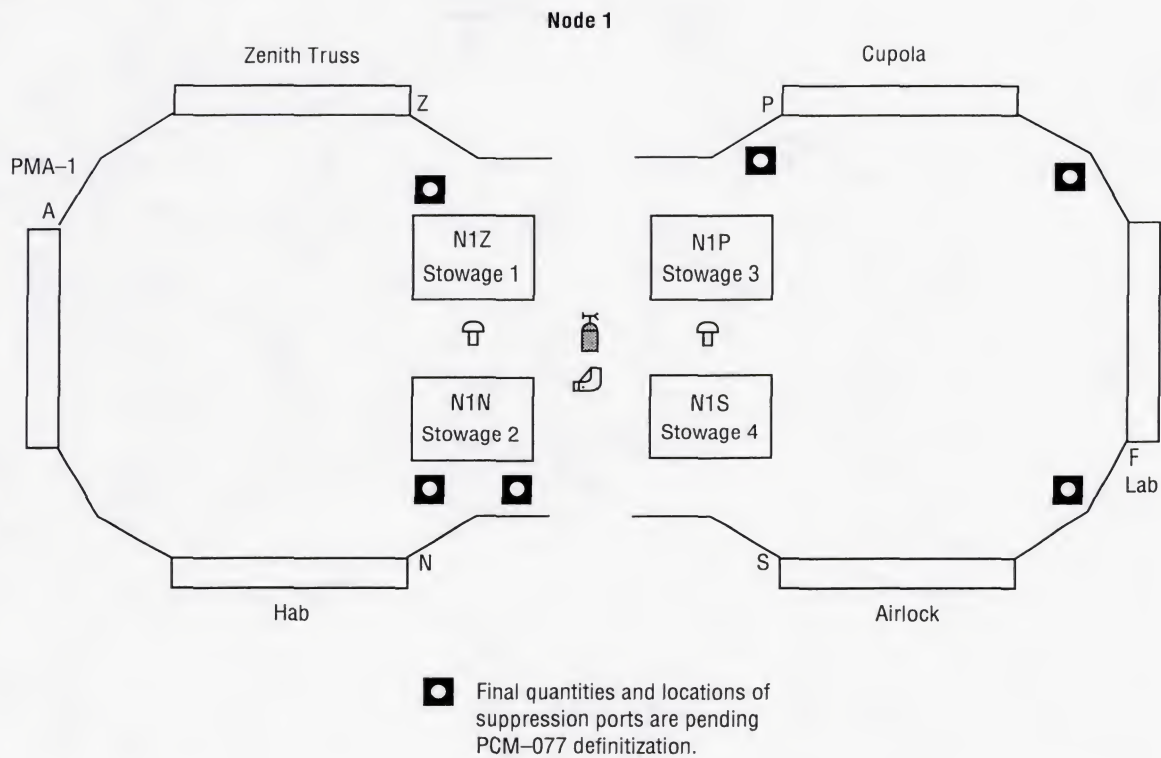 Node 1
Zenith Truss
Cupola
Z
P
PMA–1
A
N1Z
Stowage 1
N1P
Stowage 3
N1N
Stowage 2
N1S
Stowage 4
F
Lab
N
S
Hab
Airlock
Final quantities and locations of
suppression ports are pending
PCM–077 definitization.